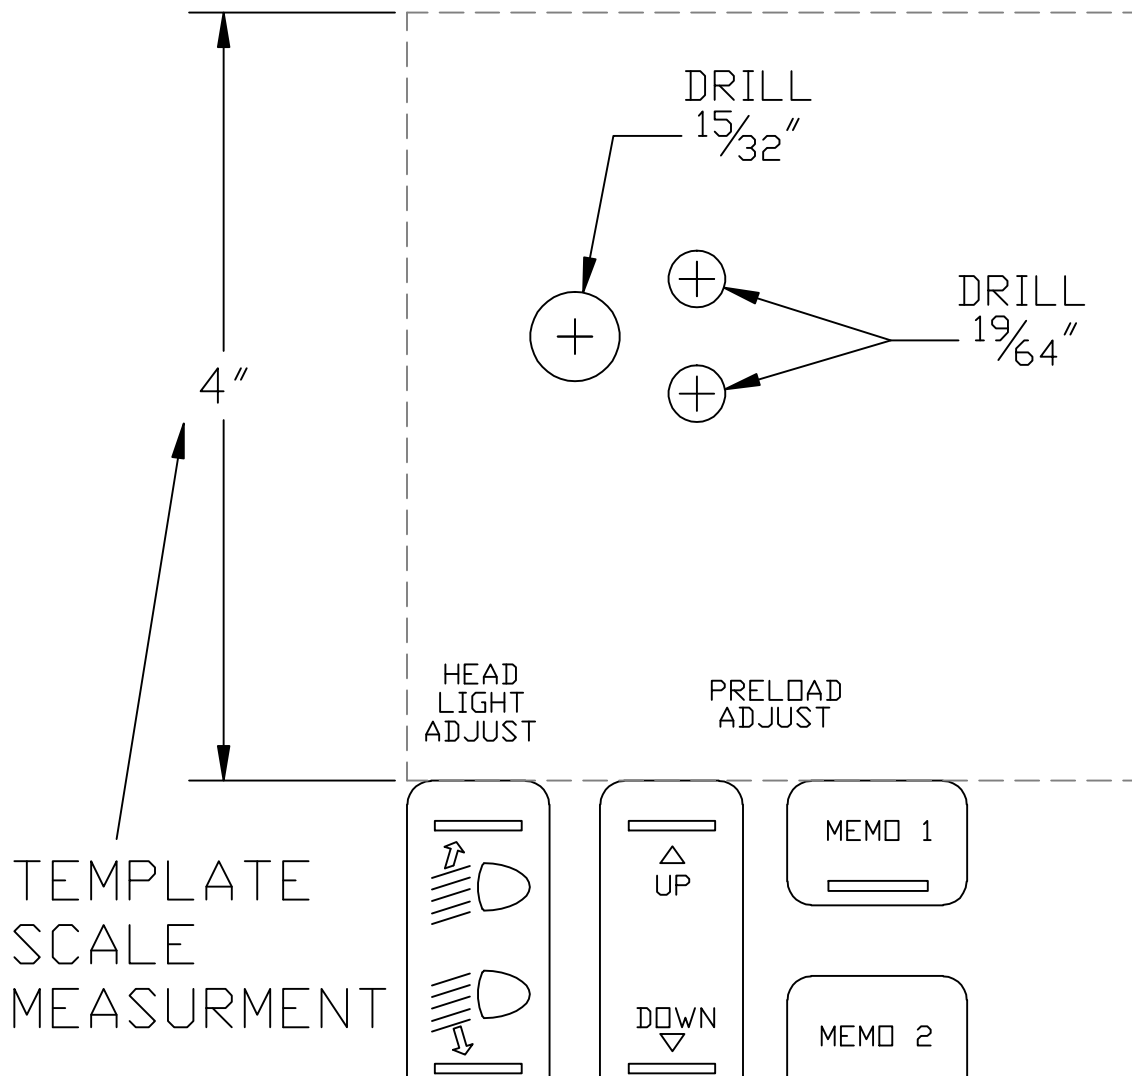 DRILL
15/32"
DRILL
19/64"
4"
HEAD
LIGHT
ADJUST
PRELOAD
ADJUST
TEMPLATE
SCALE
MEASURMENT
UP
DOWN
MEMO 1
MEMO 2